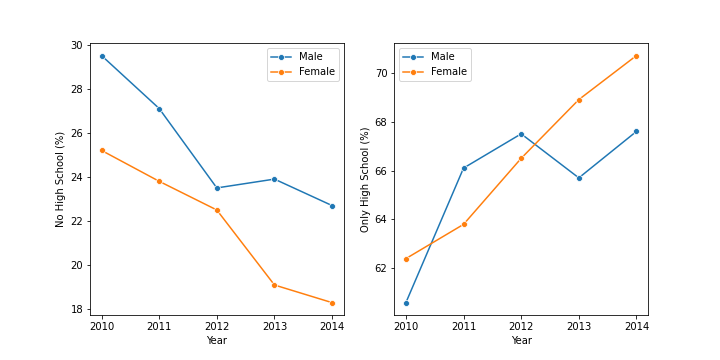 No High School (%)
30
28
26
24
22
20
18
2010 2011 2012 2013 2014
Year
Male
Female
Only High School (%)
70
68
66
64
62
2010 2011 2012 2013 2014
Year
Male
Female